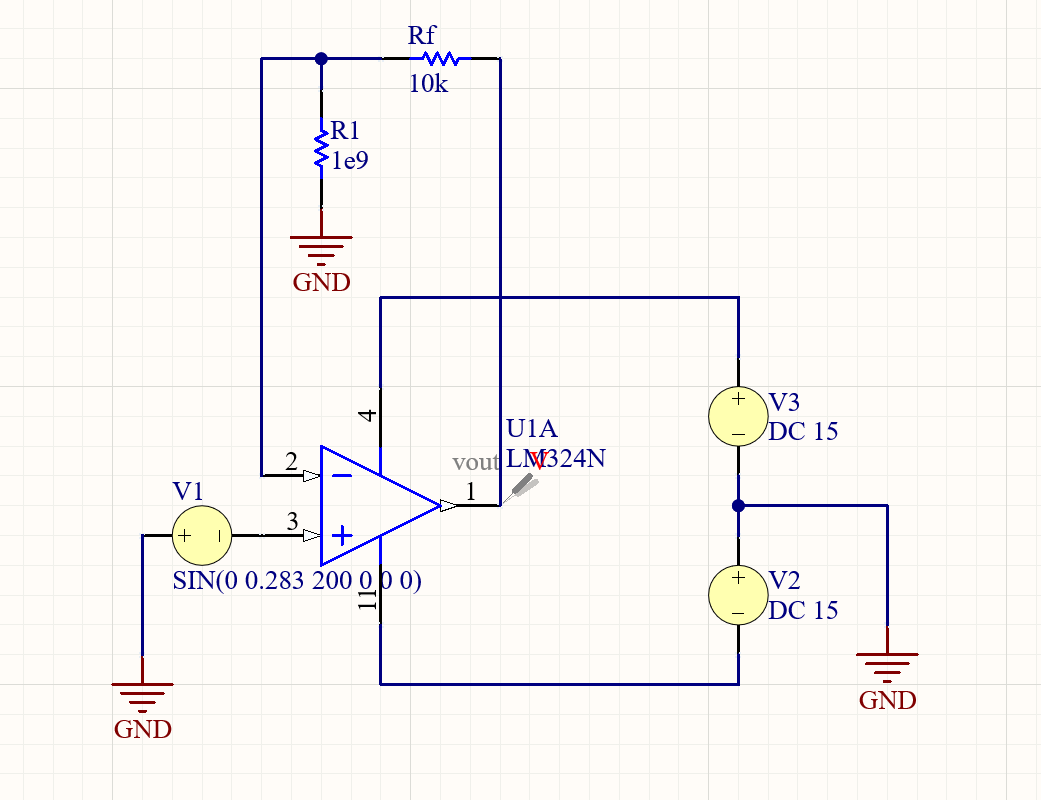 Rf
10k
R1
1e9
GND
4
U1A
vout
LM324N
V
V3
DC 15
2
1
V1
3
SIN(0 0.283 200 0 0 0)
11
V2
DC 15
GND
GND